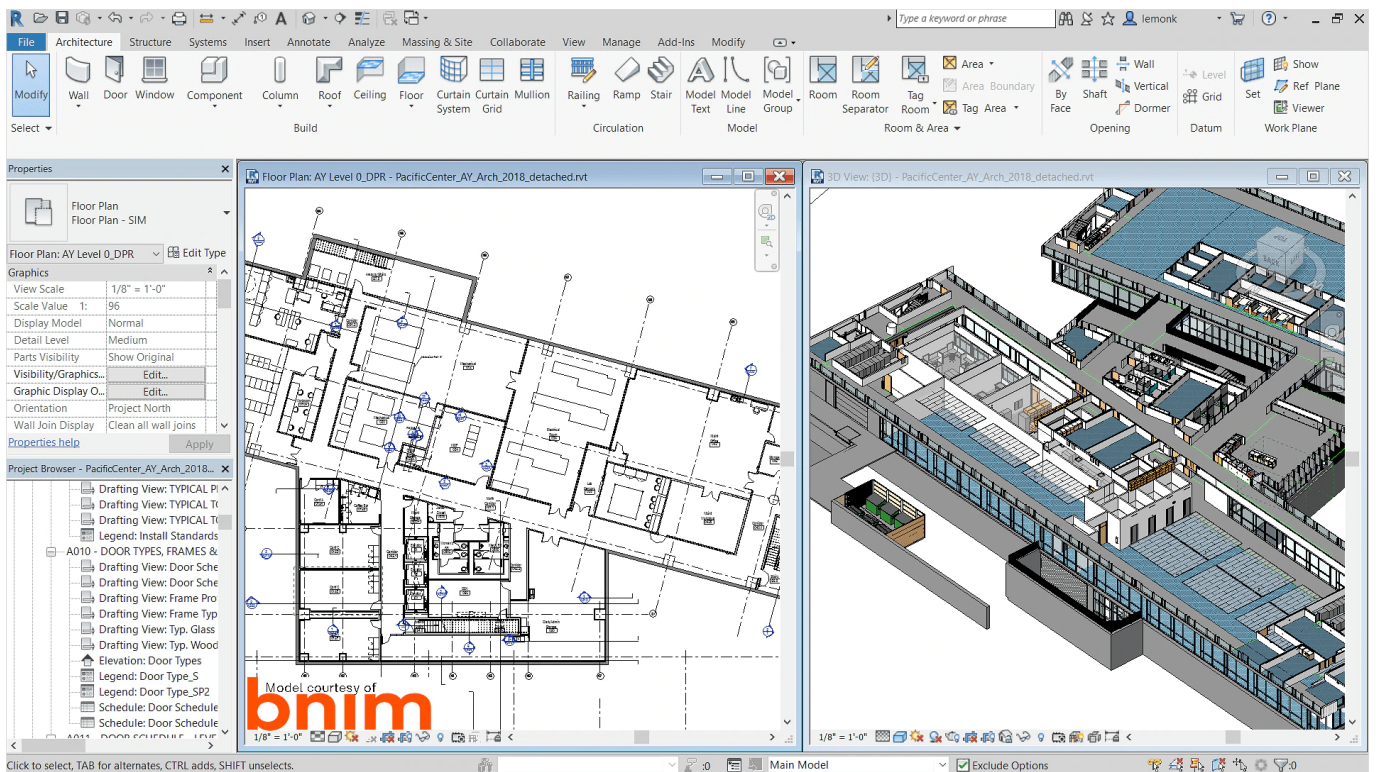 Type a keyword or phrase
lemonk
File Architecture Structure Systems Insert Annotate Analyze Massing & Site Collaborate View Manage Add-Ins Modify
Modify
Wall Door Window Component Column Roof Ceiling Floor Curtain System Curtain Grid Mullion
Railing Ramp Stair
Model Text Model Line Model Group
Room Room Separator Tag Room Area Area Boundary Tag Area
By Face Shaft Wall Vertical Dormer
Level Grid
Set Show Ref Plane Viewer
Select Build Circulation Model Room & Area Opening Datum Work Plane
Properties
Floor Plan
Floor Plan - SIM
Floor Plan: AY Level 0_DPR Edit Type
Graphics
View Scale 1/8" = 1'-0"
Scale Value 1: 96
Display Model Normal
Detail Level Medium
Parts Visibility Show Original
Visibility/Graphics... Edit...
Graphic Display O... Edit...
Orientation Project North
Wall Join Display Clean all wall joins
Properties help Apply
Project Browser - PacificCenter_AY_Arch_2018...
Drafting View: TYPICAL P
Drafting View: TYPICAL TO
Drafting View: TYPICAL TO
Legend: Install Standards
A010 - DOOR TYPES, FRAMES &
Drafting View: Door Sche
Drafting View: Door Sche
Drafting View: Frame Pro
Drafting View: Frame Typ
Drafting View: Typ. Glass
Drafting View: Typ. Wood
Elevation: Door Types
Legend: Door Type_S
Legend: Door Type_SP2
Schedule: Door Schedule
Schedule: Door Schedule
Floor Plan: AY Level 0_DPR - PacificCenter_AY_Arch_2018_detached.rvt
Model courtesy of
bnim
1/8" = 1'-0"
3D View: {3D} - PacificCenter_AY_Arch_2018_detached.rvt
1/8" = 1'-0"
Click to select, TAB for alternates, CTRL adds, SHIFT unselects.
:0
Main Model
Exclude Options
:0